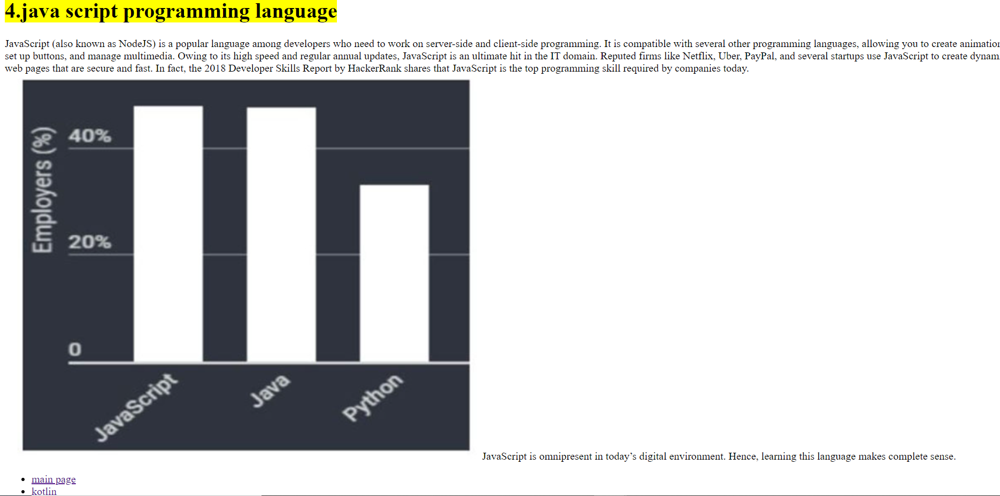 4.java script programming language
JavaScript (also known as NodeJS) is a popular language among developers who need to work on server-side and client-side programming. It is compatible with several other programming languages, allowing you to create
set up buttons, and manage multimedia. Owing to its high speed and regular annual updates, JavaScript is an ultimate hit in the IT domain. Reputed firms like Netflix, Uber, PayPal, and several startups use JavaScript to create
web pages that are secure and fast. In fact, the 2018 Developer Skills Report by HackerRank shares that JavaScript is the top programming skill required by companies today.
Employers (%)
40%
20%
0
JavaScript
Java
Python
JavaScript is omnipresent in today’s digital environment. Hence, learning this language makes complete sense.
main page
kotlin